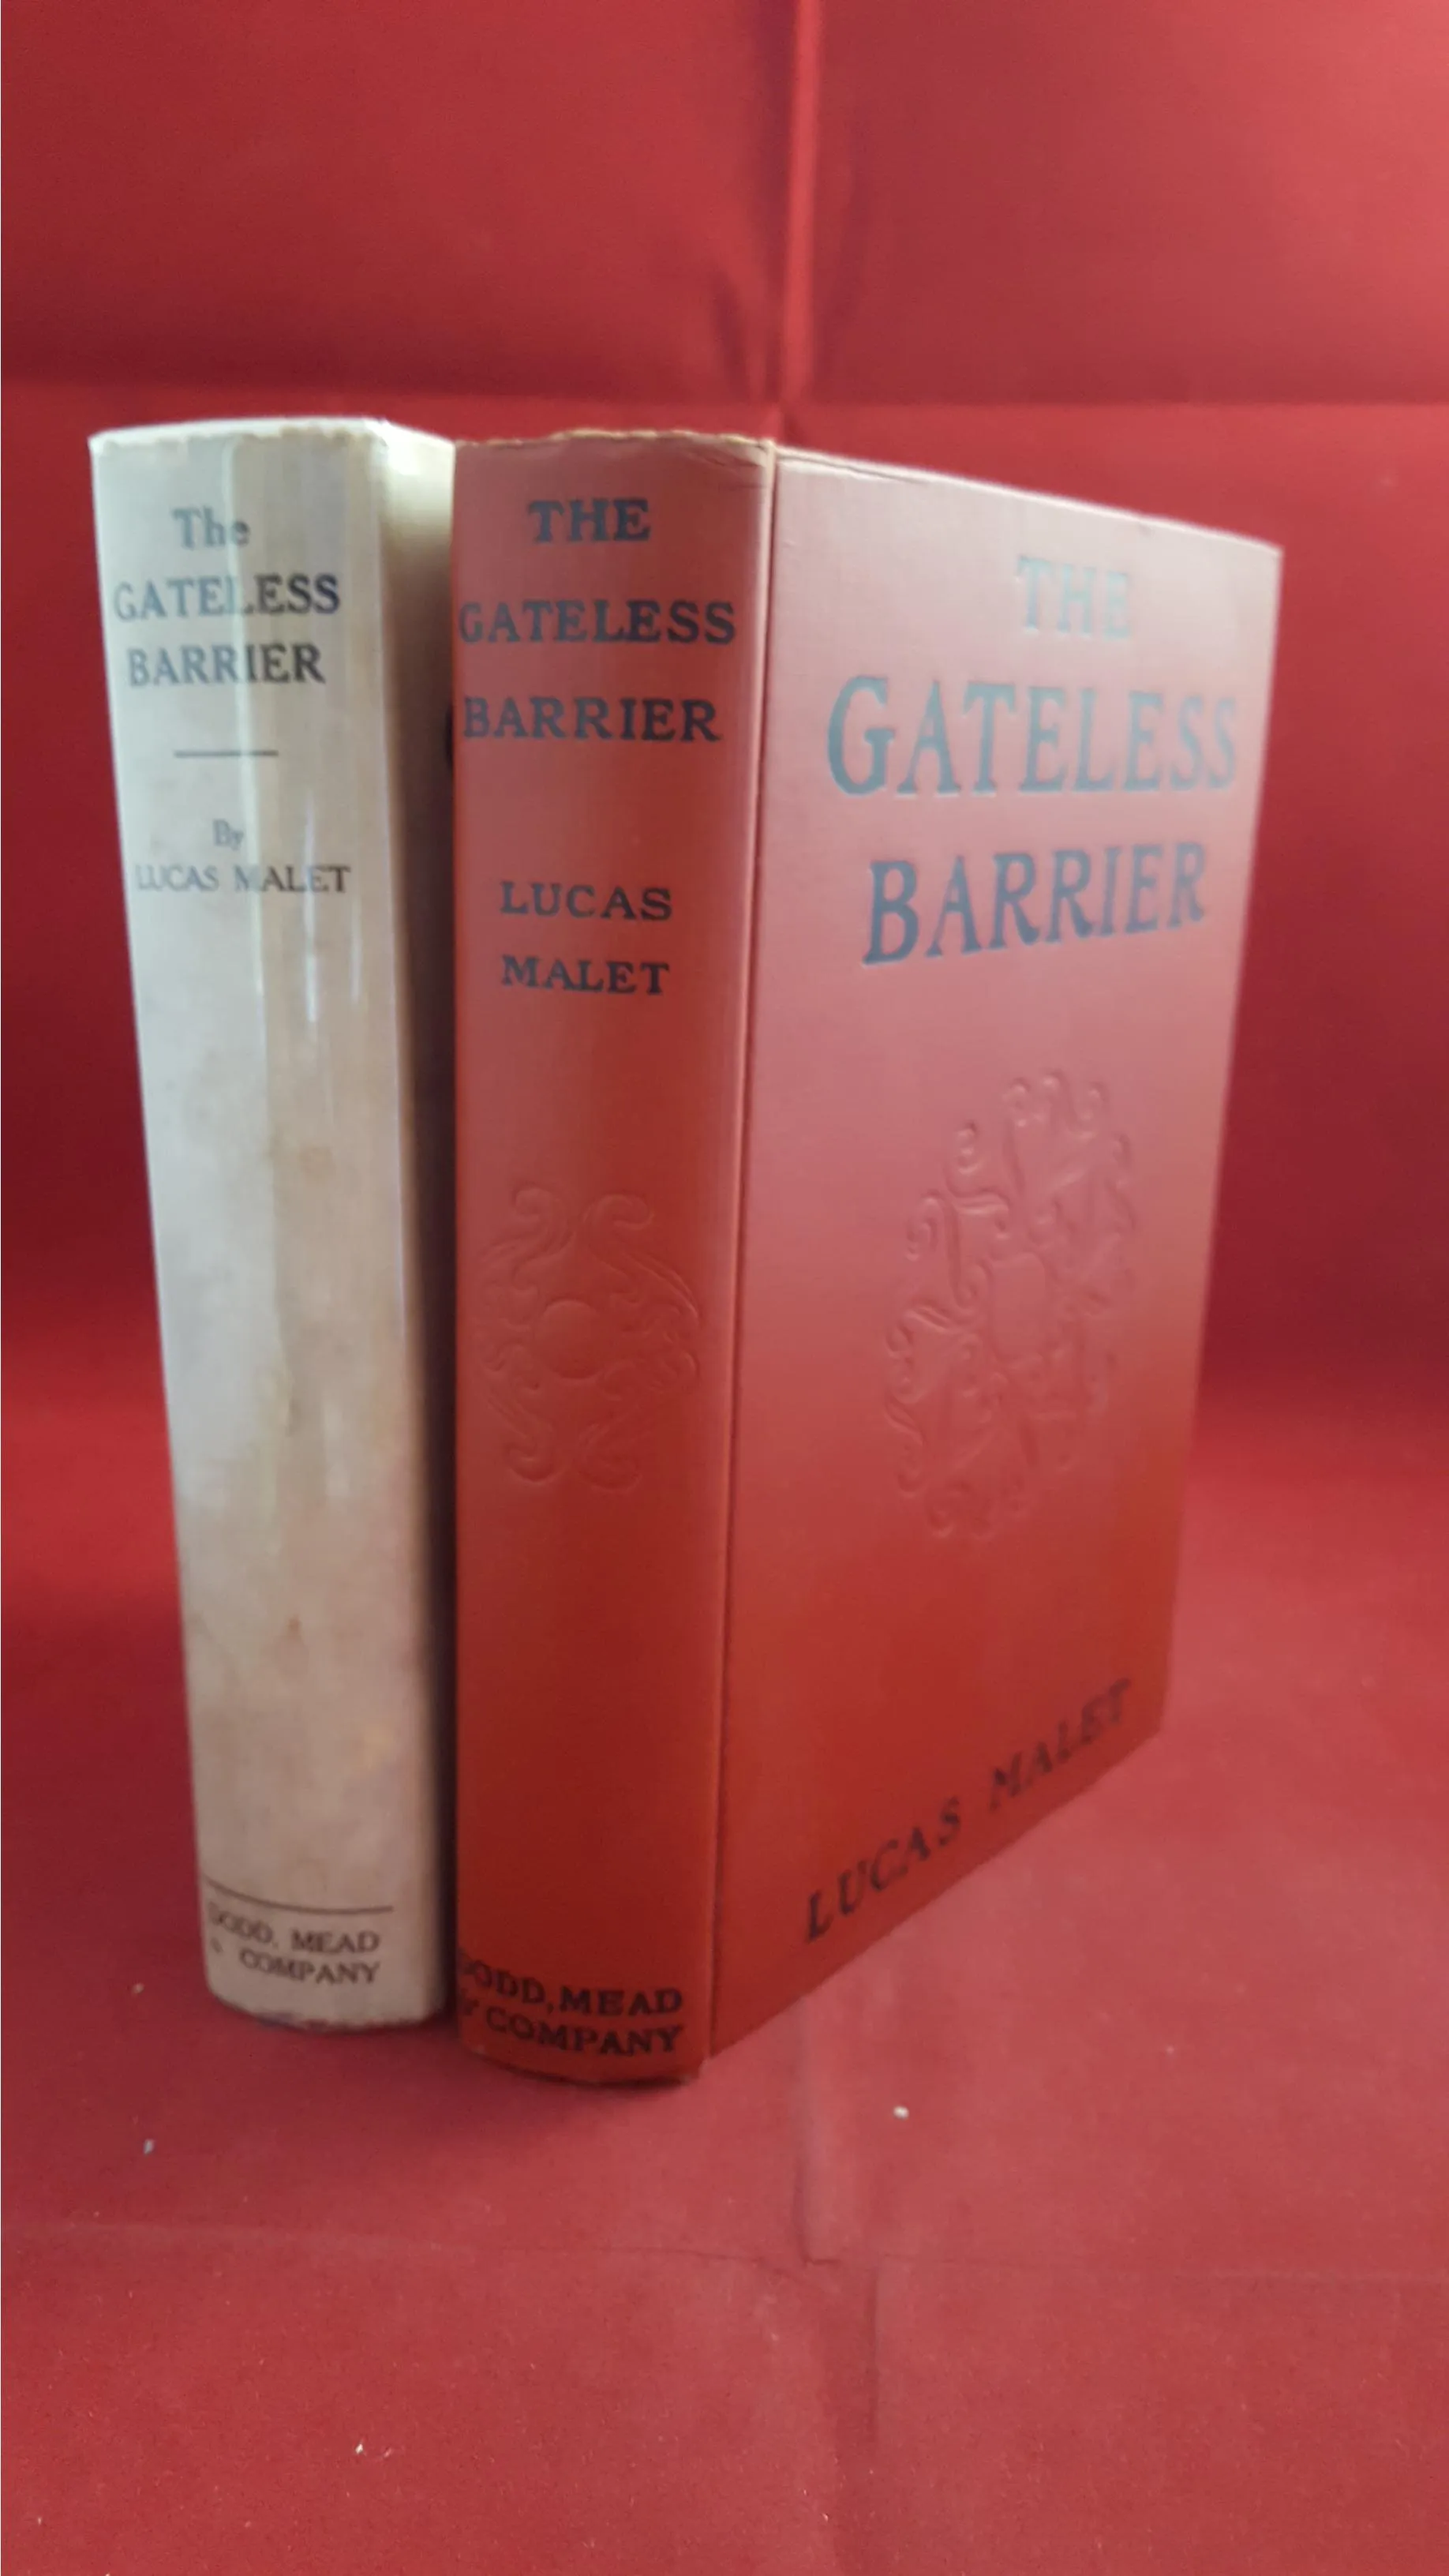 The
GATELESS
BARRIER
By
LUCAS MALET
DODD, MEAD
& COMPANY
THE
GATELESS
BARRIER
LUCAS
MALET
DODD, MEAD
& COMPANY
THE
GATELESS
BARRIER
LUCAS MALET